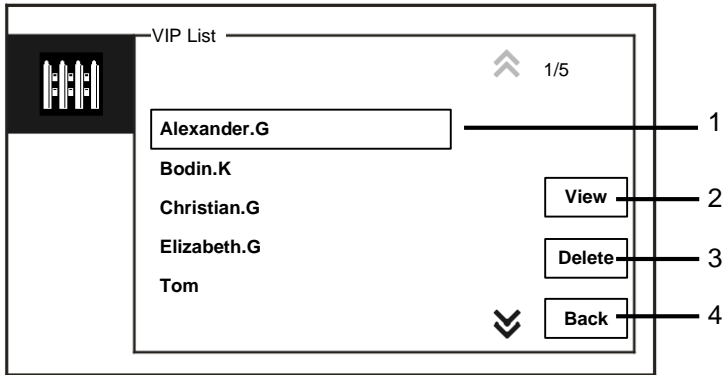 VIP List
1/5
Alexander.G
1
Bodin.K
View
2
Christian.G
Elizabeth.G
Delete
3
Tom
Back
4